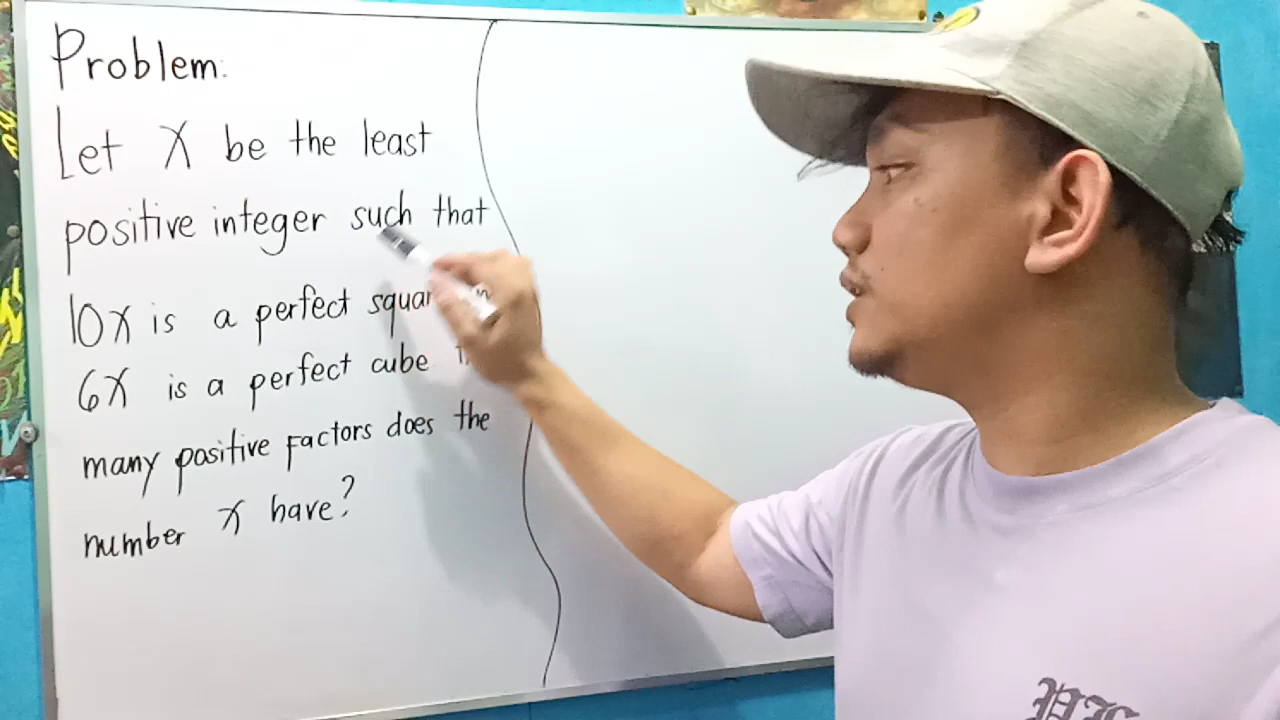 Problem:
Let X be the least
positive integer such that
10X is a perfect
6X is a perfect cube
many positive factors does the
number X have?